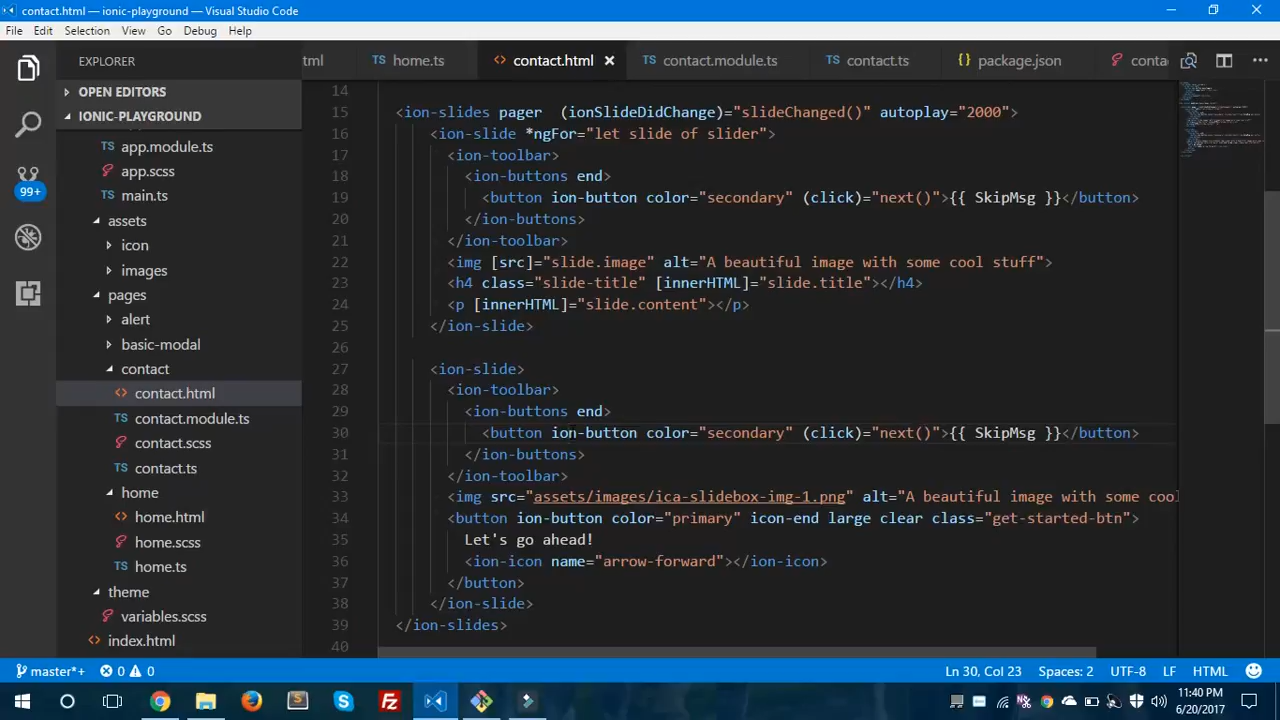 contact.html — ionic-playground — Visual Studio Code
File Edit Selection View Go Debug Help
EXPLORER
tml
TS home.ts
<> contact.html ×
TS contact.module.ts
TS contact.ts
{} package.json
conta
OPEN EDITORS
IONIC-PLAYGROUND
TS app.module.ts
app.scss
TS main.ts
assets
icon
images
pages
alert
basic-modal
contact
<> contact.html
TS contact.module.ts
contact.scss
TS contact.ts
home
<> home.html
home.scss
TS home.ts
theme
variables.scss
<> index.html
99+
14
15 <ion-slides pager (ionSlideDidChange)="slideChanged()" autoplay="2000">
16 <ion-slide *ngFor="let slide of slider">
17 <ion-toolbar>
18 <ion-buttons end>
19 <button ion-button color="secondary" (click)="next()">{{ SkipMsg }}</button>
20 </ion-buttons>
21 </ion-toolbar>
22 <img [src]="slide.image" alt="A beautiful image with some cool stuff">
23 <h4 class="slide-title" [innerHTML]="slide.title"></h4>
24 <p [innerHTML]="slide.content"></p>
25 </ion-slide>
26
27 <ion-slide>
28 <ion-toolbar>
29 <ion-buttons end>
30 <button ion-button color="secondary" (click)="next()">{{ SkipMsg }}</button>
31 </ion-buttons>
32 </ion-toolbar>
33 <img src="assets/images/ica-slidebox-img-1.png" alt="A beautiful image with some cool
34 <button ion-button color="primary" icon-end large clear class="get-started-btn">
35 Let's go ahead!
36 <ion-icon name="arrow-forward"></ion-icon>
37 </button>
38 </ion-slide>
39 </ion-slides>
40
master*+ 0 0 Ln 30, Col 23 Spaces: 2 UTF-8 LF HTML
11:40 PM
6/20/2017